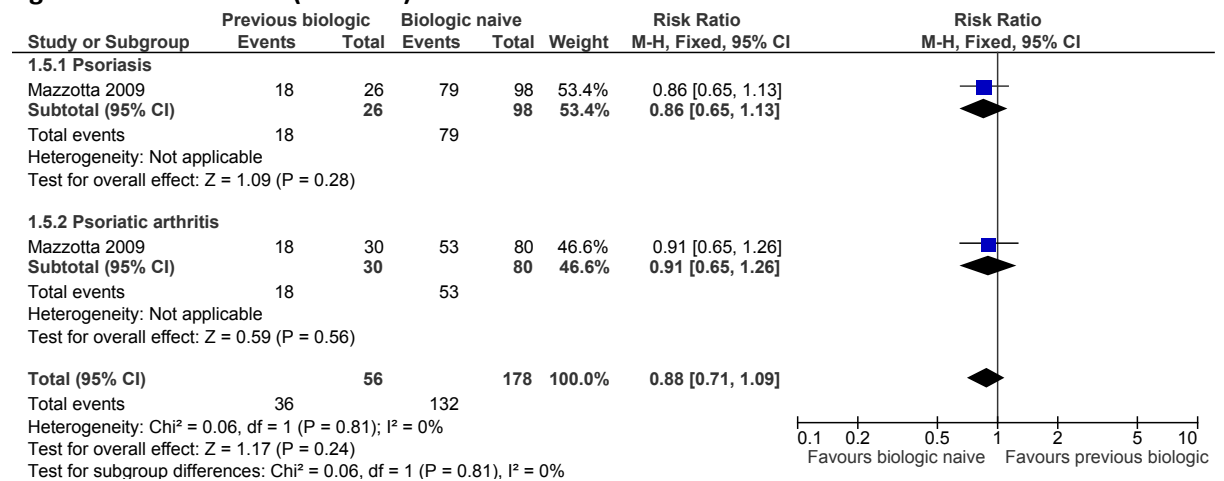 Previous biologic Biologic naive Risk Ratio Risk Ratio
Study or Subgroup Events Total Events Total Weight M-H, Fixed, 95% CI M-H, Fixed, 95% CI
1.5.1 Psoriasis
Mazzotta 2009 18 26 79 98 53.4% 0.86 [0.65, 1.13]
Subtotal (95% CI) 26 98 53.4% 0.86 [0.65, 1.13]
Total events 18 79
Heterogeneity: Not applicable
Test for overall effect: Z = 1.09 (P = 0.28)
1.5.2 Psoriatic arthritis
Mazzotta 2009 18 30 53 80 46.6% 0.91 [0.65, 1.26]
Subtotal (95% CI) 30 80 46.6% 0.91 [0.65, 1.26]
Total events 18 53
Heterogeneity: Not applicable
Test for overall effect: Z = 0.59 (P = 0.56)
Total (95% CI) 56 178 100.0% 0.88 [0.71, 1.09]
Total events 36 132
Heterogeneity: Chi² = 0.06, df = 1 (P = 0.81); I² = 0%
Test for overall effect: Z = 1.17 (P = 0.24)
Test for subgroup differences: Chi² = 0.06, df = 1 (P = 0.81), I² = 0%
0.1 0.2 0.5 1 2 5 10
Favours biologic naive Favours previous biologic